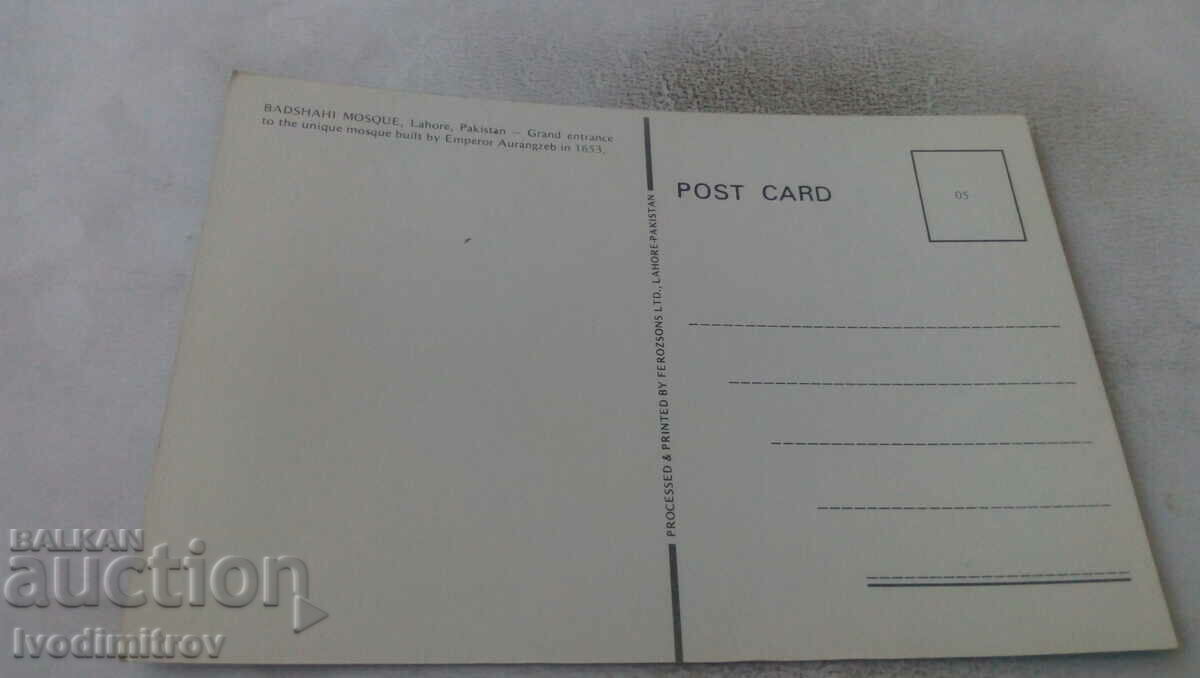 BADSHAHI MOSQUE, Lahore, Pakistan – Grand entrance
to the unique mosque built by Emperor Aurangzeb in 1653.
PROCESSED & PRINTED BY FEROZSONS LTD., LAHORE-PAKISTAN
POST CARD
05
BALKAN
auction
Ivodimitrov